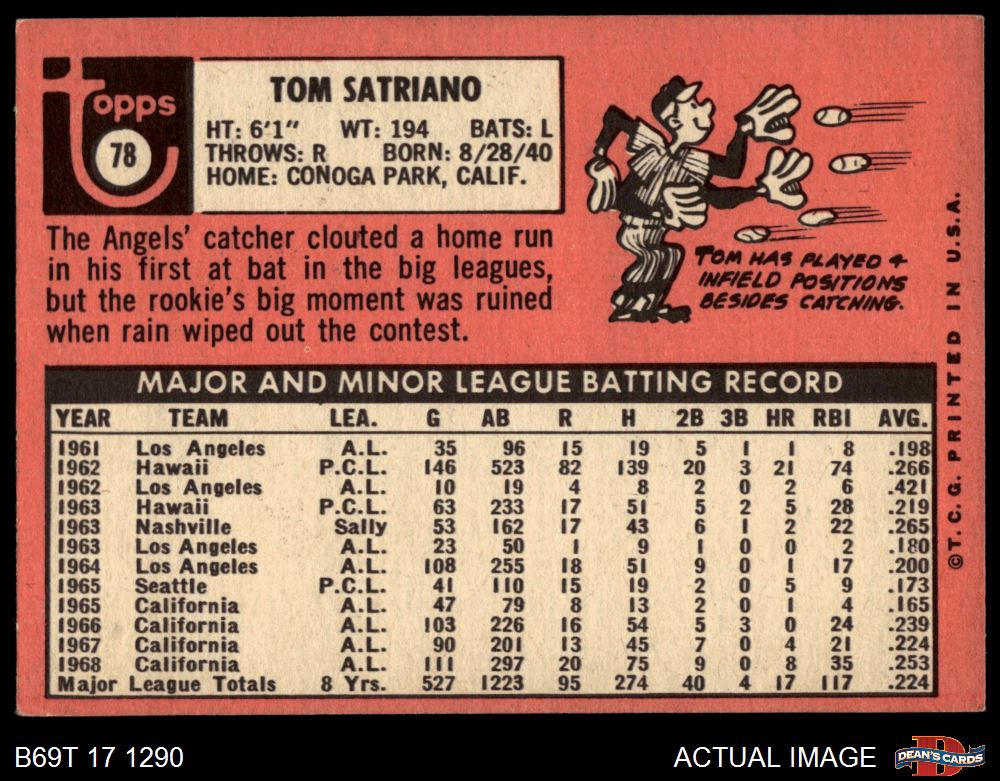 Topps
78
TOM SATRIANO
HT: 6'1" WT: 194 BATS: L
THROWS: R BORN: 8/28/40
HOME: CONOGA PARK, CALIF.
The Angels' catcher clouted a home run
in his first at bat in the big leagues,
but the rookie's big moment was ruined
when rain wiped out the contest.
TOM HAS PLAYED 4
INFIELD POSITIONS
BESIDES CATCHING.
MAJOR AND MINOR LEAGUE BATTING RECORD
YEAR TEAM LEA. G AB R H 2B 3B HR RBI AVG.
1961 Los Angeles A.L. 35 96 15 19 5 1 1 8 .198
1962 Hawaii P.C.L. 146 523 82 139 20 3 21 74 .266
1962 Los Angeles A.L. 10 19 4 8 2 0 2 6 .421
1963 Hawaii P.C.L. 63 233 17 51 5 2 5 28 .219
1963 Nashville Sally 53 162 17 43 6 1 2 22 .265
1963 Los Angeles A.L. 23 50 1 9 1 0 0 2 .180
1964 Los Angeles A.L. 108 255 18 51 9 0 1 17 .200
1965 Seattle P.C.L. 41 110 15 19 2 0 5 9 .173
1965 California A.L. 47 79 8 13 2 0 1 4 .165
1966 California A.L. 103 226 16 54 5 3 0 24 .239
1967 California A.L. 90 201 13 45 7 0 4 21 .224
1968 California A.L. 111 297 20 75 9 0 8 35 .253
Major League Totals 8 Yrs. 527 1223 95 274 40 4 17 117 .224
©T.C.G. PRINTED IN U.S.A.
B69T 17 1290
ACTUAL IMAGE
D
DEAN'S CARDS